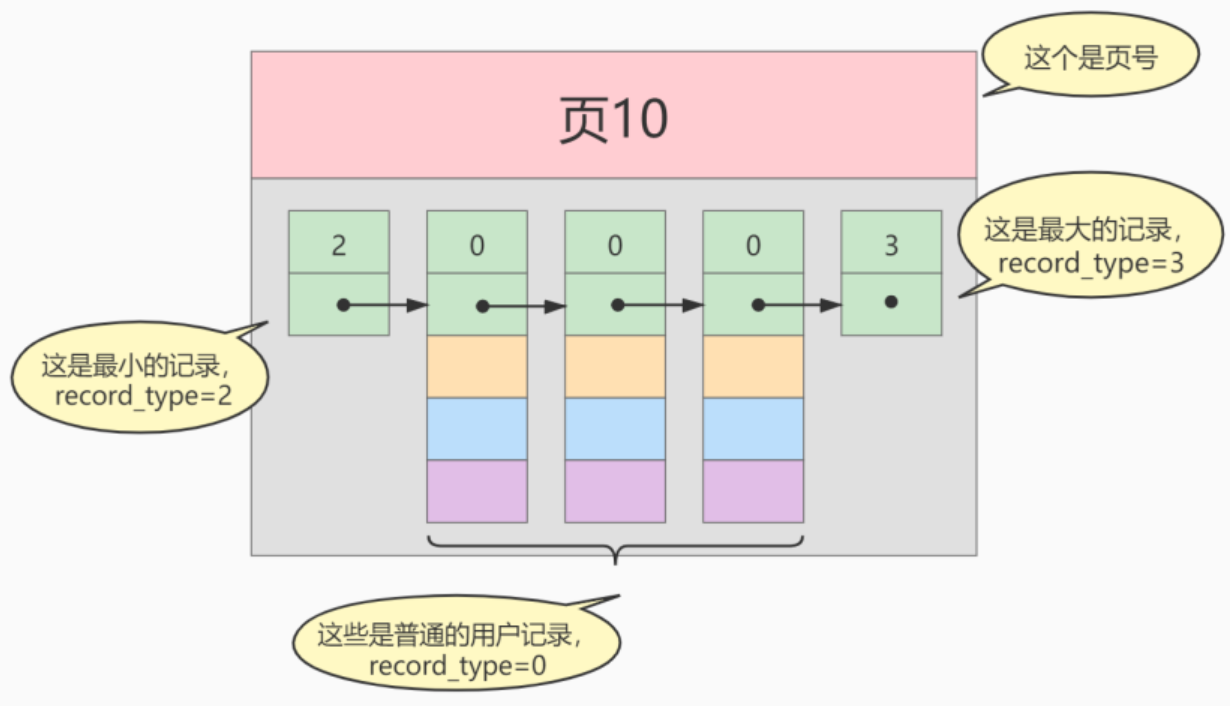 这个是页号
页10
2
0
0
0
3
这是最大的记录,
record_type=3
这是最小的记录,
record_type=2
这些是普通的用户记录,
record_type=0